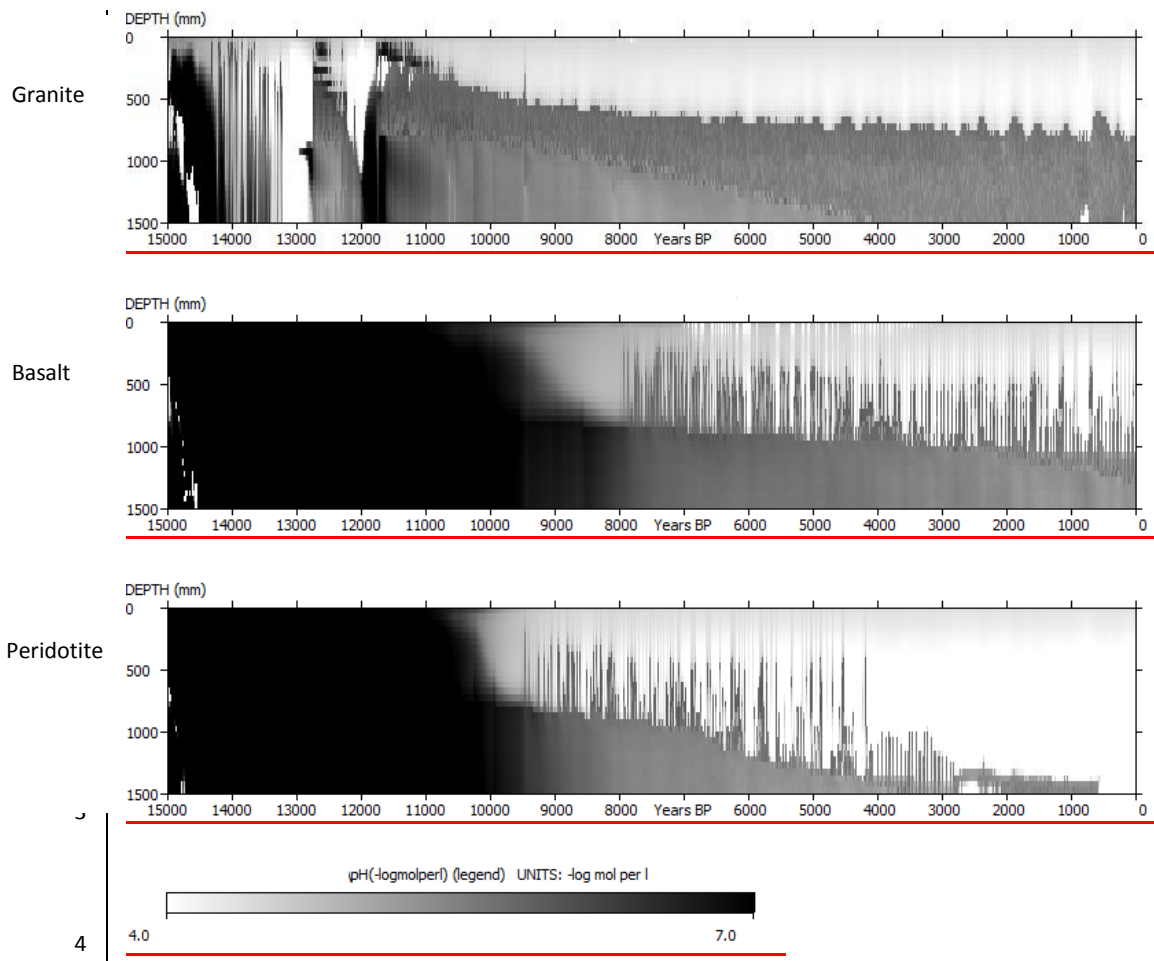 DEPTH (mm)
Granite
0
500
1000
1500
15000 14000 13000 12000 11000 10000 9000 8000 Years BP 6000 5000 4000 3000 2000 1000 0
DEPTH (mm)
Basalt
0
500
1000
1500
15000 14000 13000 12000 11000 10000 9000 8000 Years BP 6000 5000 4000 3000 2000 1000 0
DEPTH (mm)
Peridotite
0
500
1000
1500
15000 14000 13000 12000 11000 10000 9000 8000 Years BP 6000 5000 4000 3000 2000 1000 0
pH(-logmolperl) (legend) UNITS: -log mol per l
4.0 7.0
4